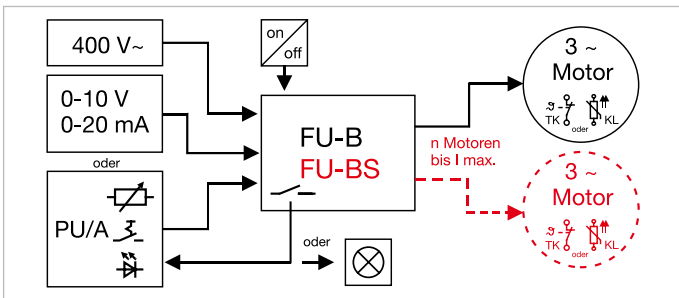 400 V~
0-10 V
0-20 mA
oder
PU/A
on
off
FU-B
FU-BS
oder
n Motoren
bis I max.
3 ~
Motor
ϑ
TK oder KL
3 ~
Motor
ϑ
TK oder KL